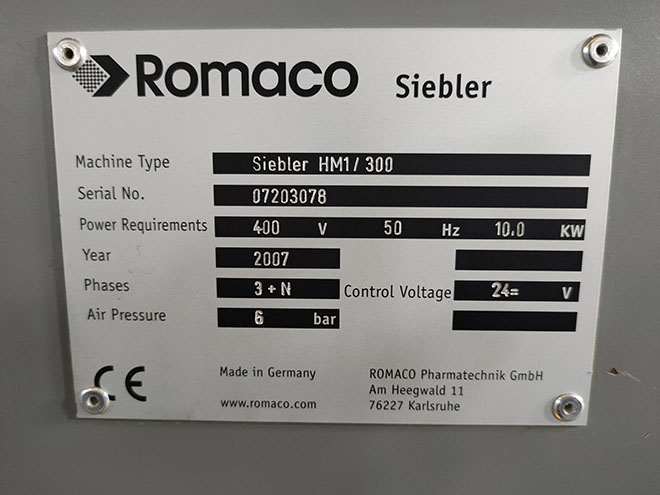 Romaco Siebler
Machine Type Siebler HM1/300
Serial No. 07203078
Power Requirements 400 V 50 Hz 10.0 KW
Year 2007
Phases 3+N Control Voltage 24= V
Air Pressure 6 bar
CE
Made in Germany ROMACO Pharmatechnik GmbH
Am Heegwald 11
www.romaco.com 76227 Karlsruhe